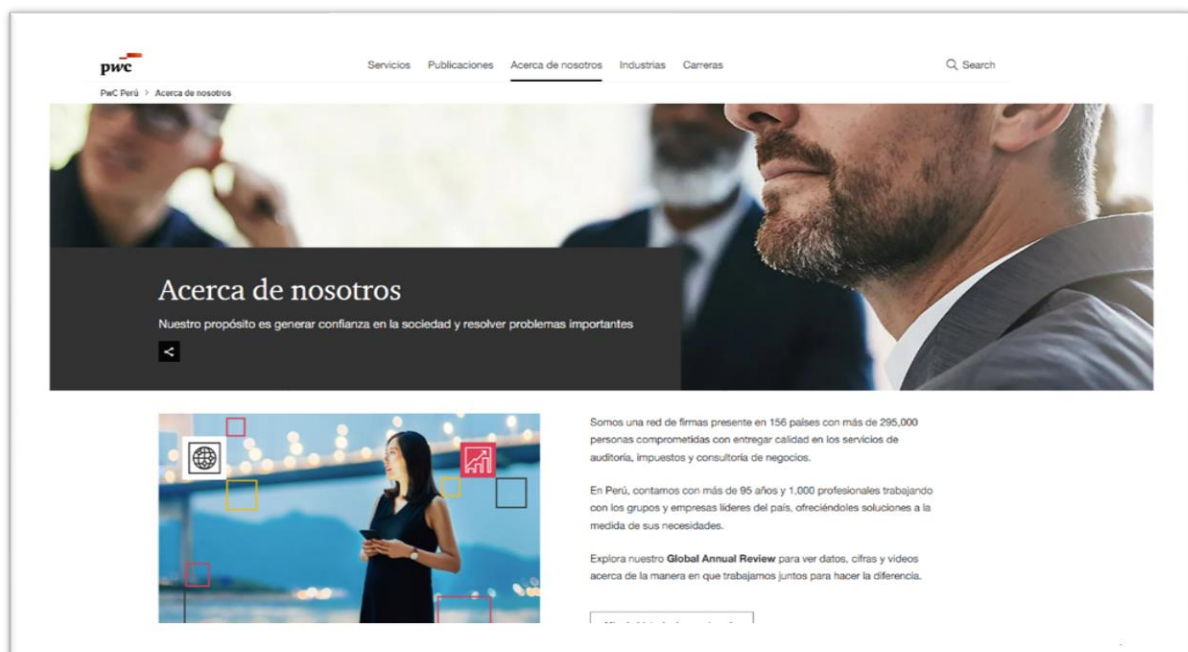 pwc
Servicios Publicaciones Acerca de nosotros Industrias Carreras Search
PwC Perú > Acerca de nosotros
Acerca de nosotros
Nuestro propósito es generar confianza en la sociedad y resolver problemas importantes
Somos una red de firmas presente en 156 países con más de 295,000
personas comprometidas con entregar calidad en los servicios de
auditoría, impuestos y consultoría de negocios.
En Perú, contamos con más de 95 años y 1,000 profesionales trabajando
con los grupos y empresas líderes del país, ofreciéndoles soluciones a la
medida de sus necesidades.
Explora nuestro Global Annual Review para ver datos, cifras y videos
acerca de la manera en que trabajamos juntos para hacer la diferencia.